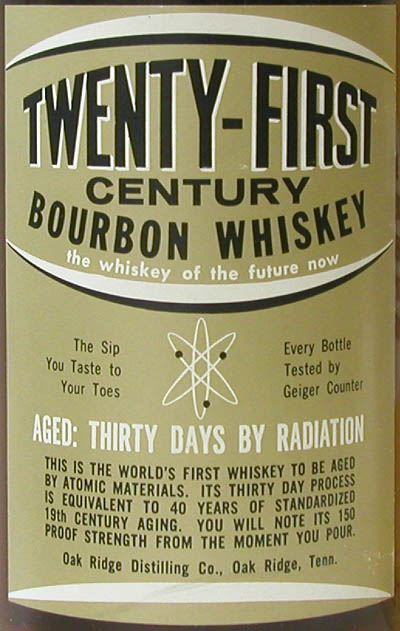 TWENTY-FIRST
CENTURY
BOURBON WHISKEY
the whiskey of the future now
The Sip
You Taste to
Your Toes
Every Bottle
Tested by
Geiger Counter
AGED: THIRTY DAYS BY RADIATION
THIS IS THE WORLD'S FIRST WHISKEY TO BE AGED
BY ATOMIC MATERIALS. ITS THIRTY DAY PROCESS
IS EQUIVALENT TO 40 YEARS OF STANDARDIZED
19th CENTURY AGING. YOU WILL NOTE ITS 150
PROOF STRENGTH FROM THE MOMENT YOU POUR.
Oak Ridge Distilling Co., Oak Ridge, Tenn.